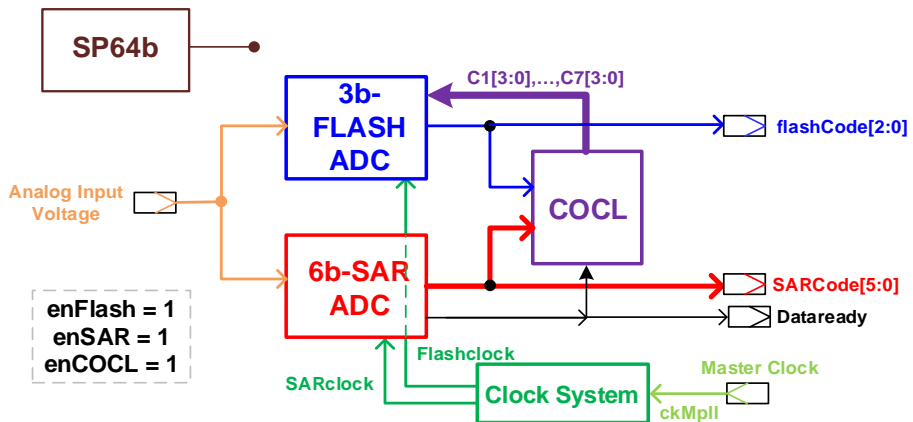 SP64b
C1[3:0],...,C7[3:0]
3b-
FLASH
ADC
flashCode[2:0]
Analog Input
Voltage
COCL
6b-SAR
ADC
SARCode[5:0]
Dataready
enFlash = 1
enSAR = 1
enCOCL = 1
Flashclock
SARclock
Clock System
Master Clock
ckMpll